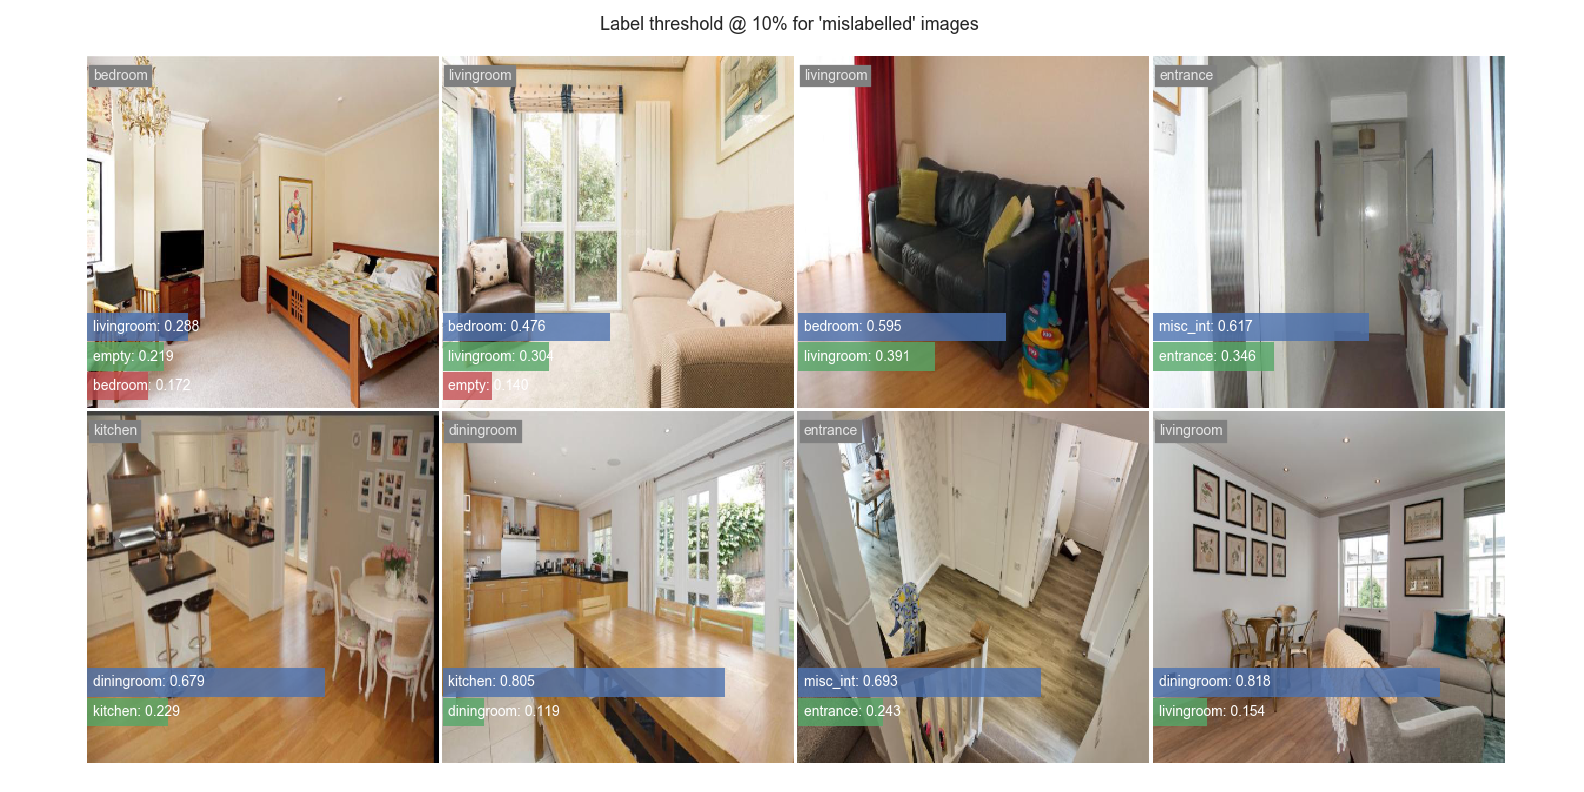 Label threshold @ 10% for 'mislabelled' images
bedroom
livingroom: 0.288
empty: 0.219
bedroom: 0.172
livingroom
bedroom: 0.476
livingroom: 0.304
empty: 0.140
livingroom
bedroom: 0.595
livingroom: 0.391
entrance
misc_int: 0.617
entrance: 0.346
kitchen
diningroom: 0.679
kitchen: 0.229
diningroom
kitchen: 0.805
diningroom: 0.119
entrance
misc_int: 0.693
entrance: 0.243
livingroom
diningroom: 0.818
livingroom: 0.154